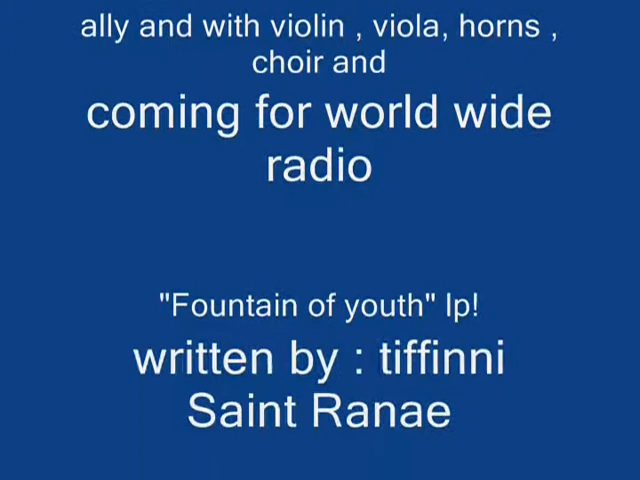 ally and with violin , viola, horns ,
choir and
coming for world wide
radio
"Fountain of youth" lp!
written by : tiffinni
Saint Ranae